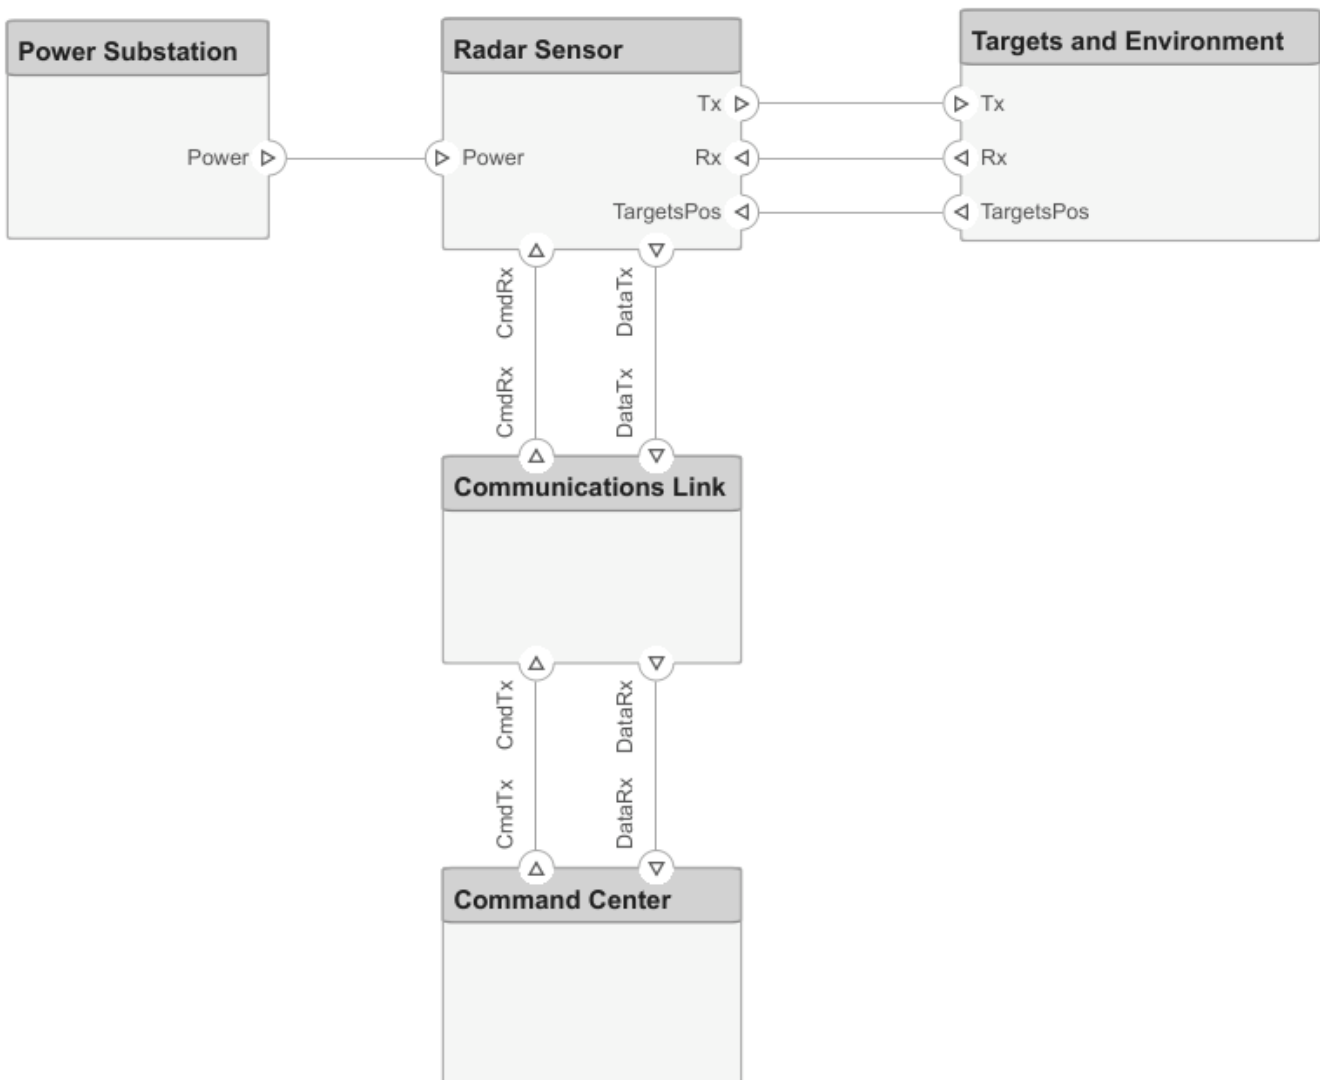 Power Substation
Radar Sensor
Targets and Environment
Tx
Tx
Power
Power
Rx
Rx
TargetsPos
TargetsPos
CmdRx
DataTx
CmdRx
DataTx
Communications Link
CmdTx
DataRx
CmdTx
DataRx
Command Center